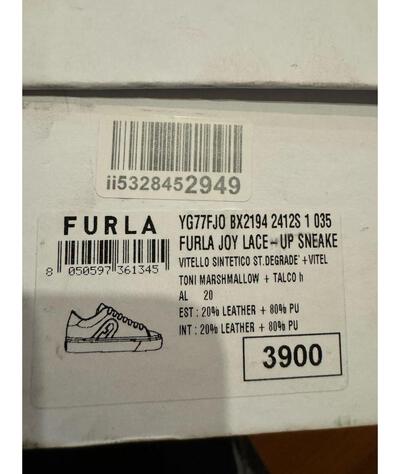 ii5328452949
FURLA
8 050597 361345
YG77FJO BX2194 2412S 1 035
FURLA JOY LACE-UP SNEAKE
VITELLO SINTETICO ST.DEGRADE'+VITEL
TONI MARSHMALLOW + TALCO h
AL 20
EST: 20% LEATHER + 80% PU
INT: 20% LEATHER + 80% PU
3900